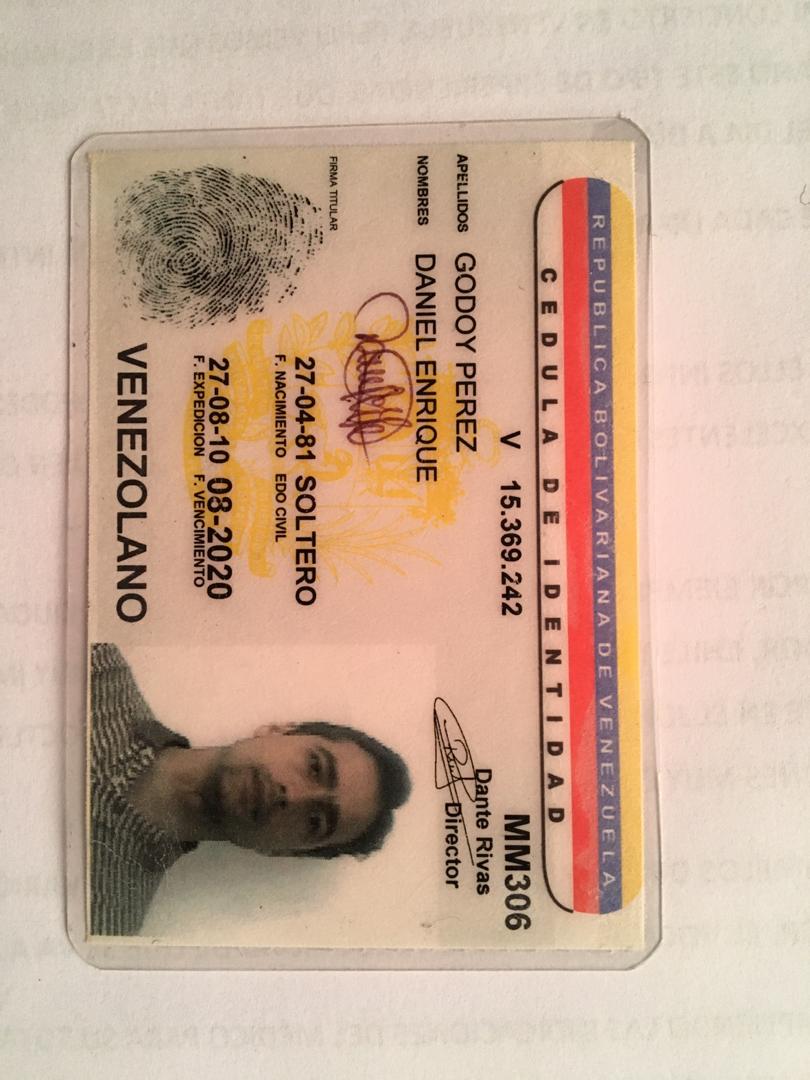 REPUBLICA BOLIVARIANA DE VENEZUELA
CEDULA DE IDENTIDAD
V 15.369.242
MM306
Dante Rivas
Director
APELLIDOS GODOY PEREZ
NOMBRES DANIEL ENRIQUE
FIRMA TITULAR
27-04-81 SOLTERO
F. NACIMIENTO EDO CIVIL
27-08-10 08-2020
F. EXPEDICION F. VENCIMIENTO
VENEZOLANO